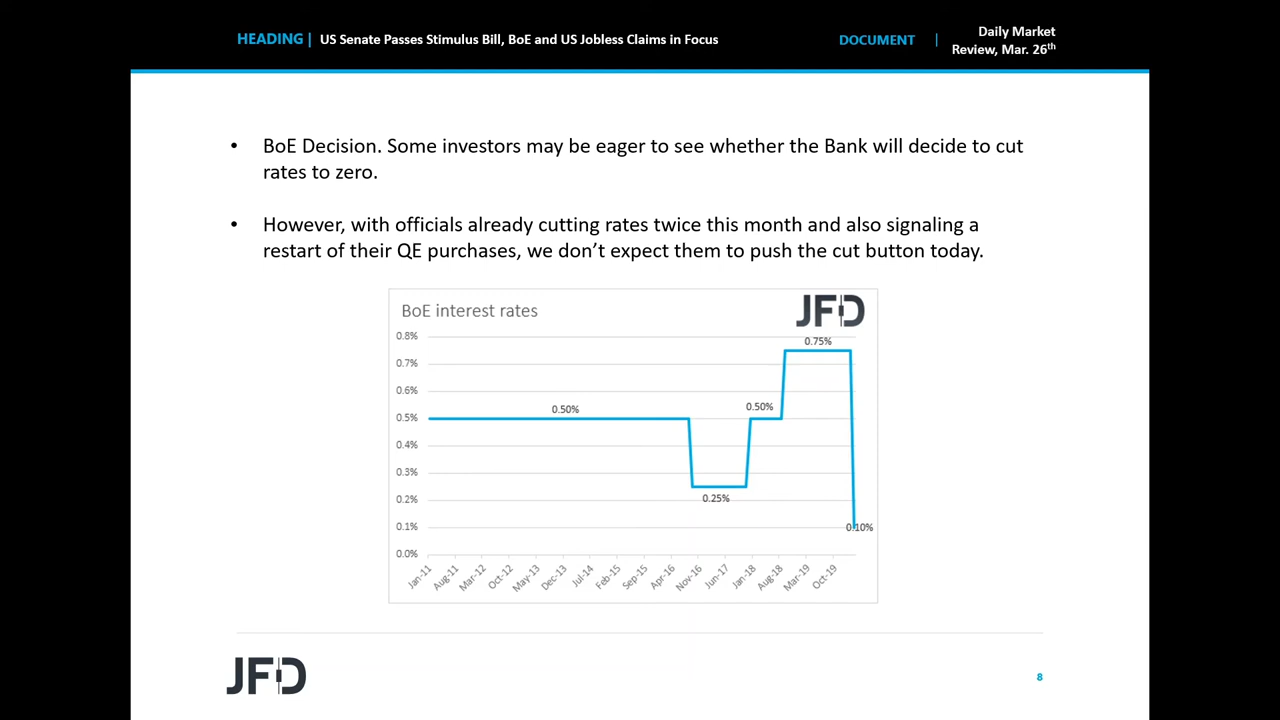 HEADING | US Senate Passes Stimulus Bill, BoE and US Jobless Claims in Focus
DOCUMENT | Daily Market
Review, Mar. 26th
• BoE Decision. Some investors may be eager to see whether the Bank will decide to cut
rates to zero.
• However, with officials already cutting rates twice this month and also signaling a
restart of their QE purchases, we don’t expect them to push the cut button today.
BoE interest rates
JFD
0.8%
0.75%
0.7%
0.6%
0.50%
0.50%
0.5%
0.4%
0.3%
0.25%
0.2%
0.1%
0.10%
0.0%
Jan-11 Aug-11 Mar-12 Oct-12 May-13 Dec-13 Jul-14 Feb-15 Sep-15 Apr-16 Nov-16 Jun-17 Jan-18 Aug-18 Mar-19 Oct-19
JFD
8